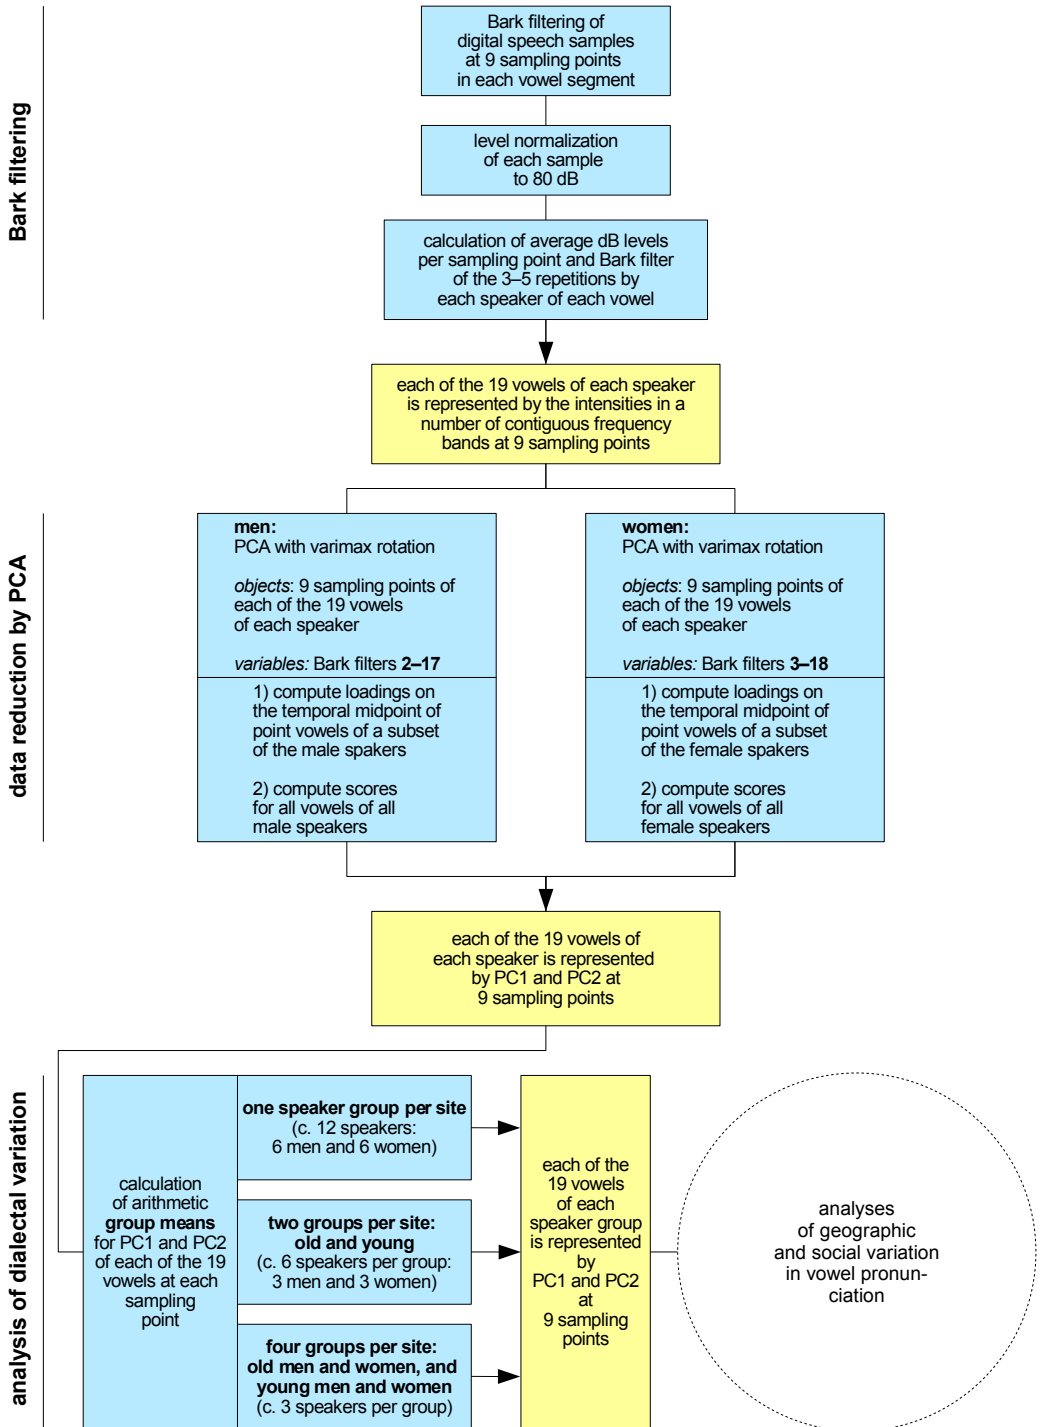 Bark filtering
Bark filtering of
digital speech samples
at 9 sampling points
in each vowel segment
level normalization
of each sample
to 80 dB
calculation of average dB levels
per sampling point and Bark filter
of the 3–5 repetitions by
each speaker of each vowel
each of the 19 vowels of each speaker
is represented by the intensities in a
number of contiguous frequency
bands at 9 sampling points
data reduction by PCA
men:
PCA with varimax rotation
objects: 9 sampling points of
each of the 19 vowels
of each speaker
variables: Bark filters 2–17
1) compute loadings on
the temporal midpoint of
point vowels of a subset
of the male spakers
2) compute scores
for all vowels of all
male speakers
women:
PCA with varimax rotation
objects: 9 sampling points of
each of the 19 vowels
of each speaker
variables: Bark filters 3–18
1) compute loadings on
the temporal midpoint of
point vowels of a subset
of the female spakers
2) compute scores
for all vowels of all
female speakers
each of the 19 vowels of
each speaker is represented
by PC1 and PC2 at
9 sampling points
analysis of dialectal variation
calculation
of arithmetic
group means
for PC1 and PC2
of each of the 19
vowels at each
sampling
point
one speaker group per site
(c. 12 speakers:
6 men and 6 women)
two groups per site:
old and young
(c. 6 speakers per group:
3 men and 3 women)
four groups per site:
old men and women, and
young men and women
(c. 3 speakers per group)
each of the
19 vowels
of each
speaker group
is represented
by
PC1 and PC2
at
9 sampling
points
analyses
of geographic
and social variation
in vowel pronun-
ciation